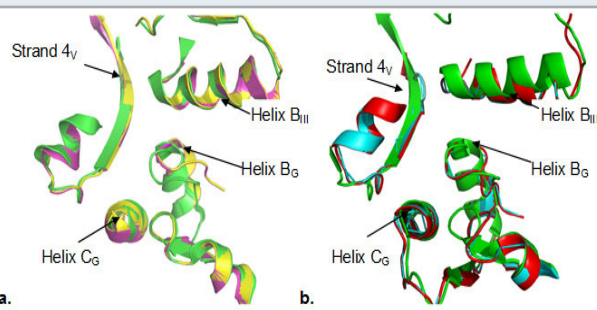 Strand 4V
Helix BIII
Helix BG
Helix CG
a.
Strand 4V
Helix BIII
Helix BG
Helix CG
b.